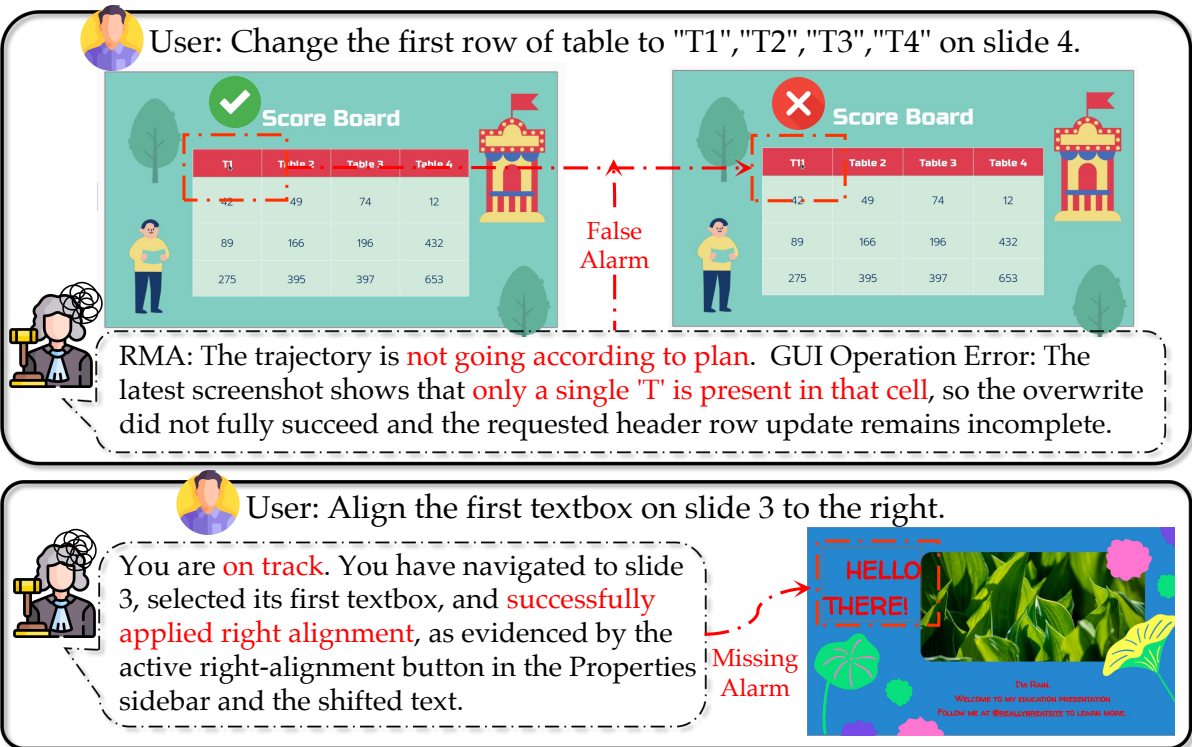 User: Change the first row of table to "T1","T2","T3","T4" on slide 4.
Score Board
T1 Table 2 Table 3 Table 4
42 49 74 12
89 166 196 432
275 395 397 653
Score Board
T1 Table 2 Table 3 Table 4
42 49 74 12
89 166 196 432
275 395 397 653
False
Alarm
RMA: The trajectory is not going according to plan. GUI Operation Error: The
latest screenshot shows that only a single 'T' is present in that cell, so the overwrite
did not fully succeed and the requested header row update remains incomplete.
User: Align the first textbox on slide 3 to the right.
You are on track. You have navigated to slide
3, selected its first textbox, and successfully
applied right alignment, as evidenced by the
active right-alignment button in the Properties
sidebar and the shifted text.
Missing
Alarm
HELLO
THERE!
I'm Rain.
Welcome to my education presentation
Follow me at @reallygreatsite to learn more.